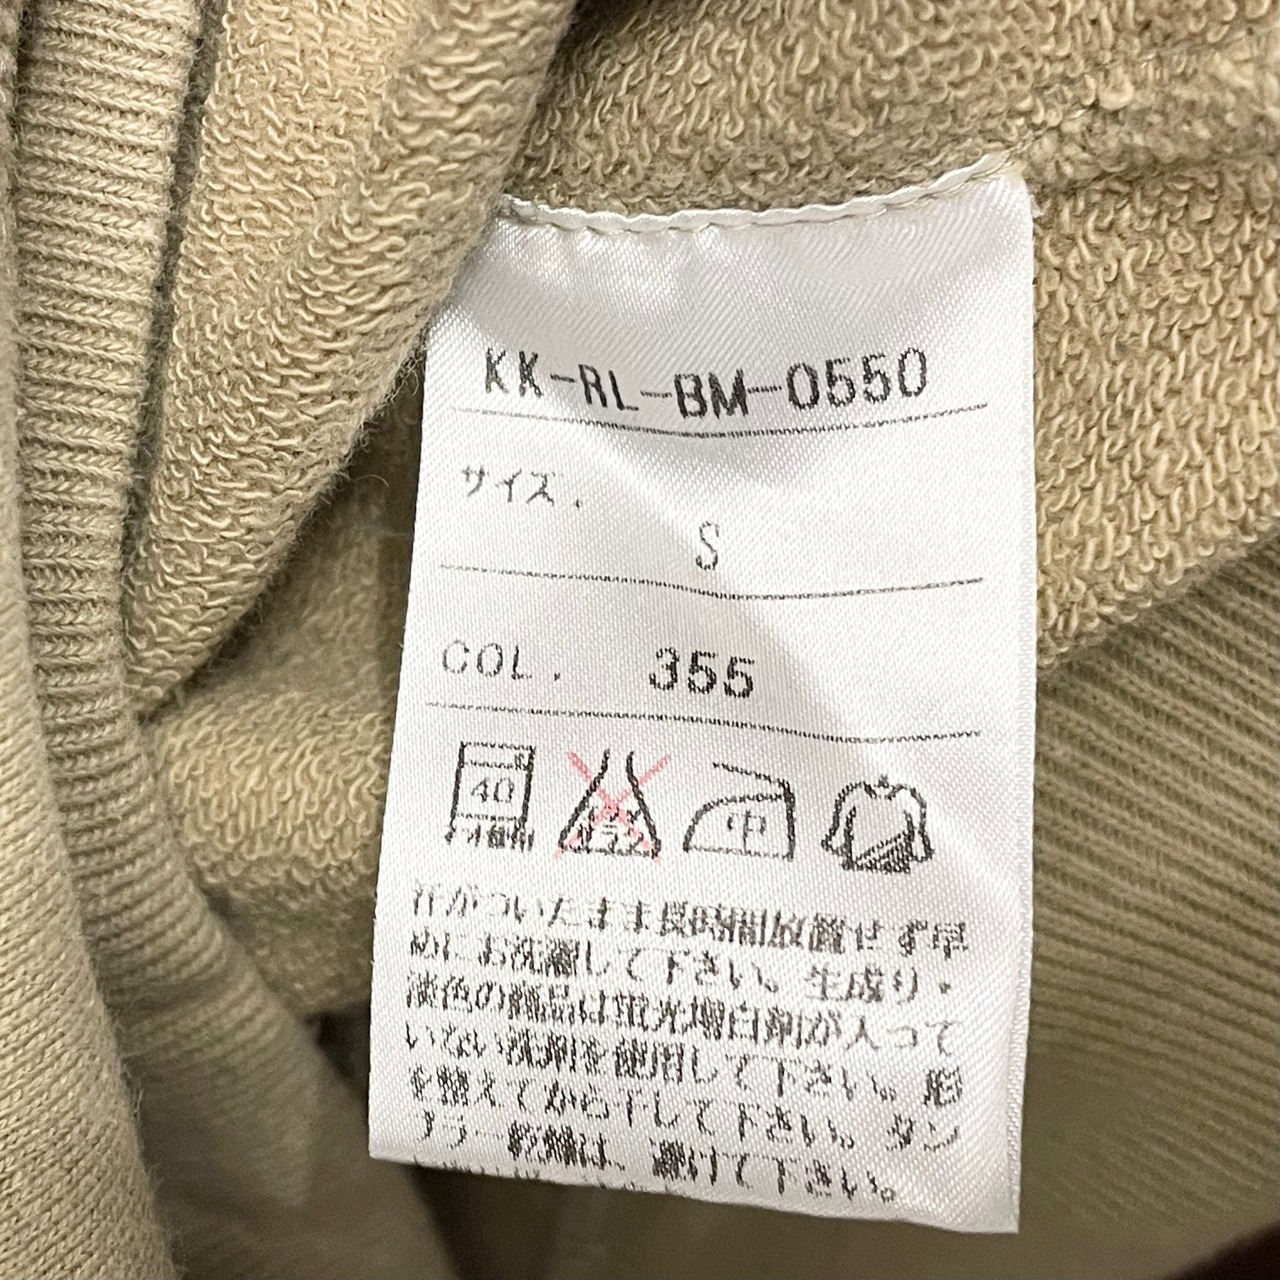 KK-RL-BM-0550
サイズ.
S
COL. 355
40
中
汗がついたまま長時間放置せず早
めにお洗濯して下さい。生成り・
淡色の商品は蛍光増白剤が入って
いない洗剤を使用して下さい。形
を整えてから干して下さい。タン
ブラー乾燥は、避けて下さい。